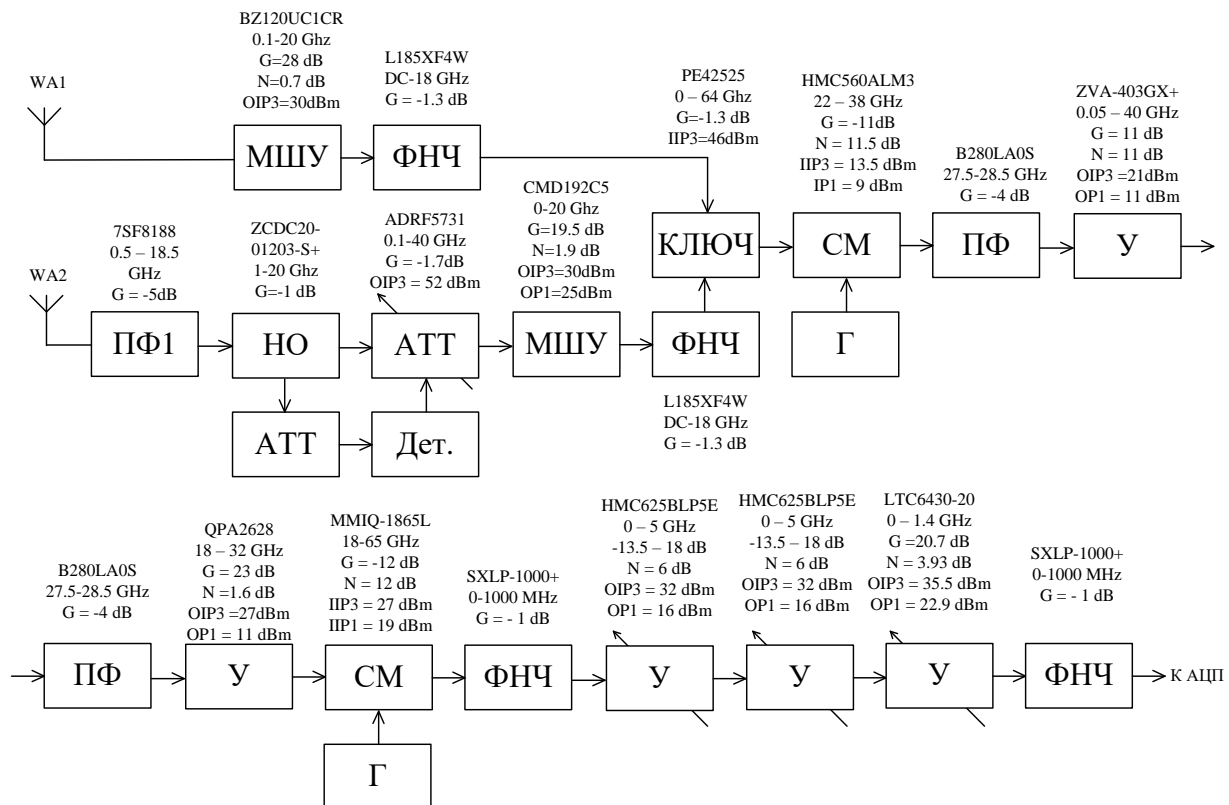 BZ120UC1CR
0.1-20 Ghz
G=28 dB
N=0.7 dB
OIP3=30dBm
L185XF4W
DC-18 GHz
G = -1.3 dB
PE42525
0 – 64 Ghz
G=-1.3 dB
IIP3=46dBm
HMC560ALM3
22 – 38 GHz
G = -11dB
N = 11.5 dB
IIP3 = 13.5 dBm
IP1 = 9 dBm
ZVA-403GX+
0.05 – 40 GHz
G = 11 dB
N = 11 dB
OIP3 =21dBm
OP1 = 11 dBm
B280LA0S
27.5-28.5 GHz
G = -4 dB
WA1
МШУ
ФНЧ
КЛЮЧ
СМ
ПФ
У
7SF8188
0.5 – 18.5
GHz
G = -5dB
ZCDC20-
01203-S+
1-20 Ghz
G=-1 dB
ADRF5731
0.1-40 GHz
G = -1.7dB
OIP3 = 52 dBm
CMD192C5
0-20 Ghz
G=19.5 dB
N=1.9 dB
OIP3=30dBm
OP1=25dBm
WA2
ПФ1
НО
АТТ
МШУ
ФНЧ
Г
L185XF4W
DC-18 GHz
G = -1.3 dB
АТТ
Дет.
B280LA0S
27.5-28.5 GHz
G = -4 dB
QPA2628
18 – 32 GHz
G = 23 dB
N = 1.6 dB
OIP3 =27dBm
OP1 = 11 dBm
MMIQ-1865L
18-65 GHz
G = -12 dB
N = 12 dB
IIP3 = 27 dBm
IIP1 = 19 dBm
SXLP-1000+
0-1000 MHz
G = - 1 dB
HMC625BLP5E
0 – 5 GHz
-13.5 – 18 dB
N = 6 dB
OIP3 = 32 dBm
OP1 = 16 dBm
HMC625BLP5E
0 – 5 GHz
-13.5 – 18 dB
N = 6 dB
OIP3 = 32 dBm
OP1 = 16 dBm
LTC6430-20
0 – 1.4 GHz
G =20.7 dB
N = 3.93 dB
OIP3 = 35.5 dBm
OP1 = 22.9 dBm
SXLP-1000+
0-1000 MHz
G = - 1 dB
ПФ
У
СМ
ФНЧ
У
У
У
ФНЧ
К АЦП
Г